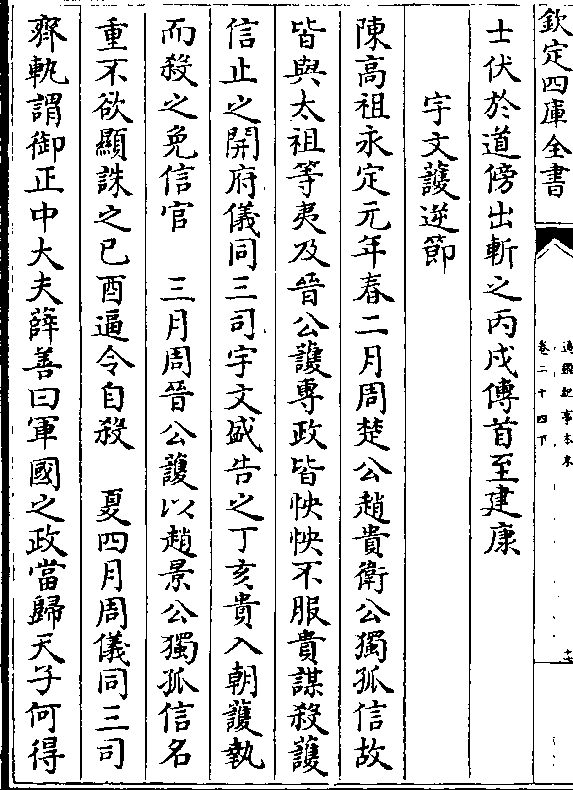 欽定四庫全書
通鑑紀事本末
卷二十四下
十七
士伏於道傍出斬之丙戌傳首至建康
宇文護逆節
陳高祖永定元年春二月周楚公趙貴衛公獨孤信故
皆與太祖等夷及晉公護專政皆怏怏不服貴謀殺護
信止之開府儀同三司宇文盛告之丁亥貴入朝護執
而殺之免信官　三月周晉公護以趙景公獨孤信名
重不欲顯誅之己酉逼令自殺　夏四月周儀同三司
齊軌謂御正中大夫薛善曰軍國之政當歸天子何得